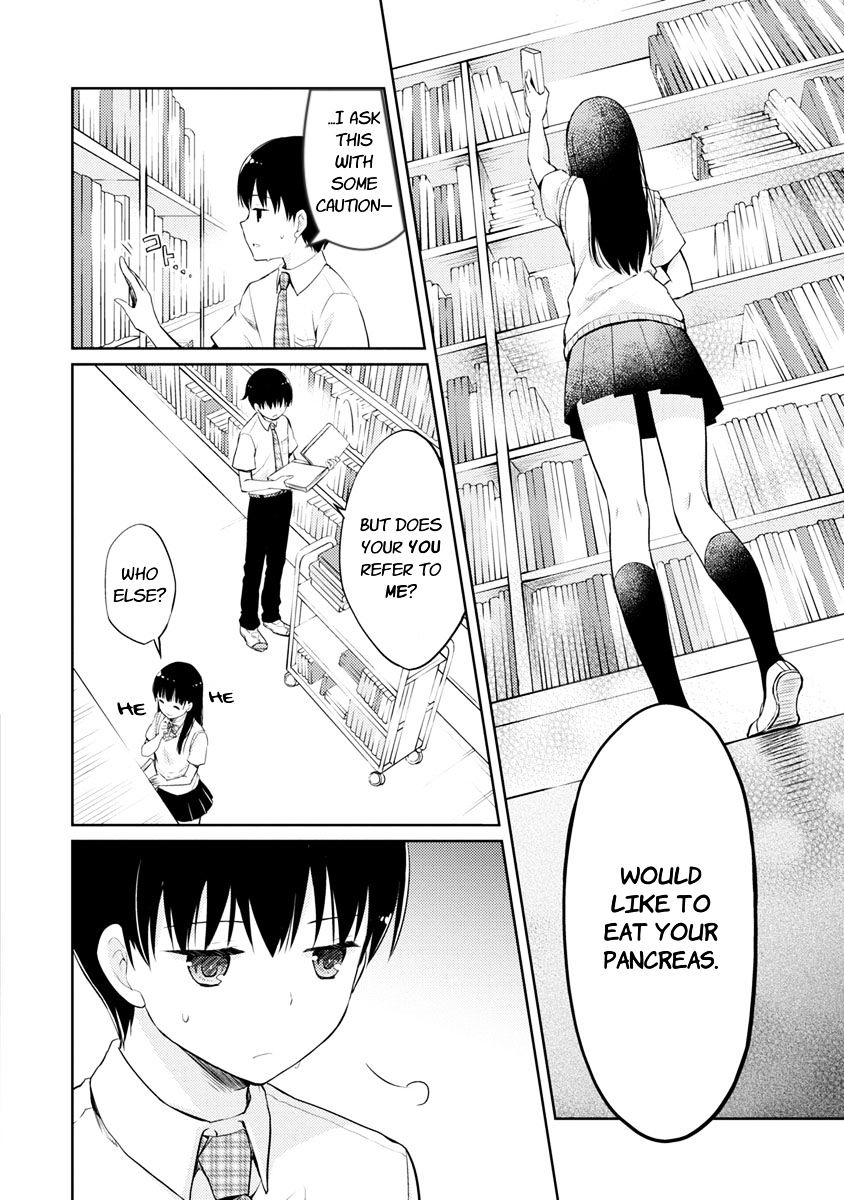 WOULD
LIKE TO
EAT YOUR
PANCREAS.
...I ASK
THIS
WITH
SOME
CAUTION—
コト...
BUT DOES
YOUR YOU
REFER TO
ME?
WHO
ELSE?
HE
HE